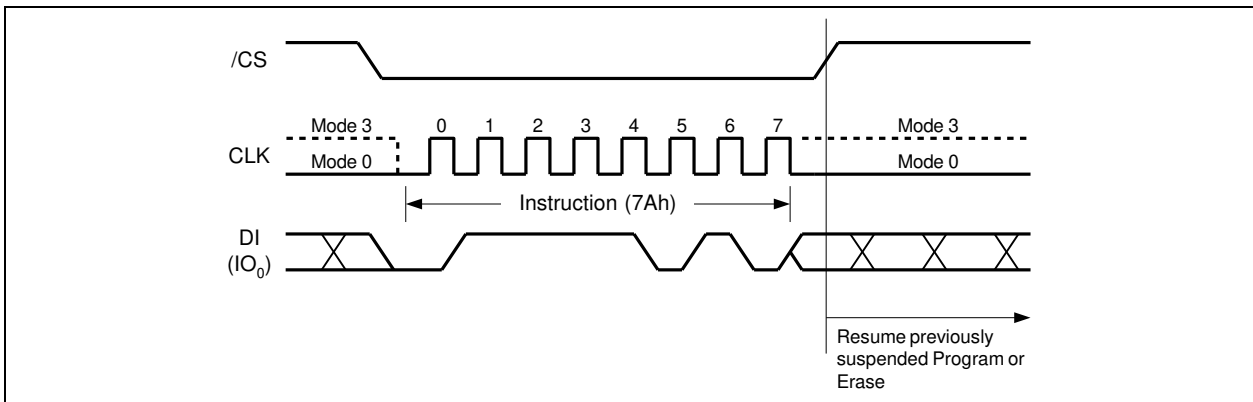 /CS
Mode 3
0 1 2 3 4 5 6 7
Mode 3
CLK
Mode 0
Mode 0
Instruction (7Ah)
DI
(IO0)
Resume previously
suspended Program or
Erase